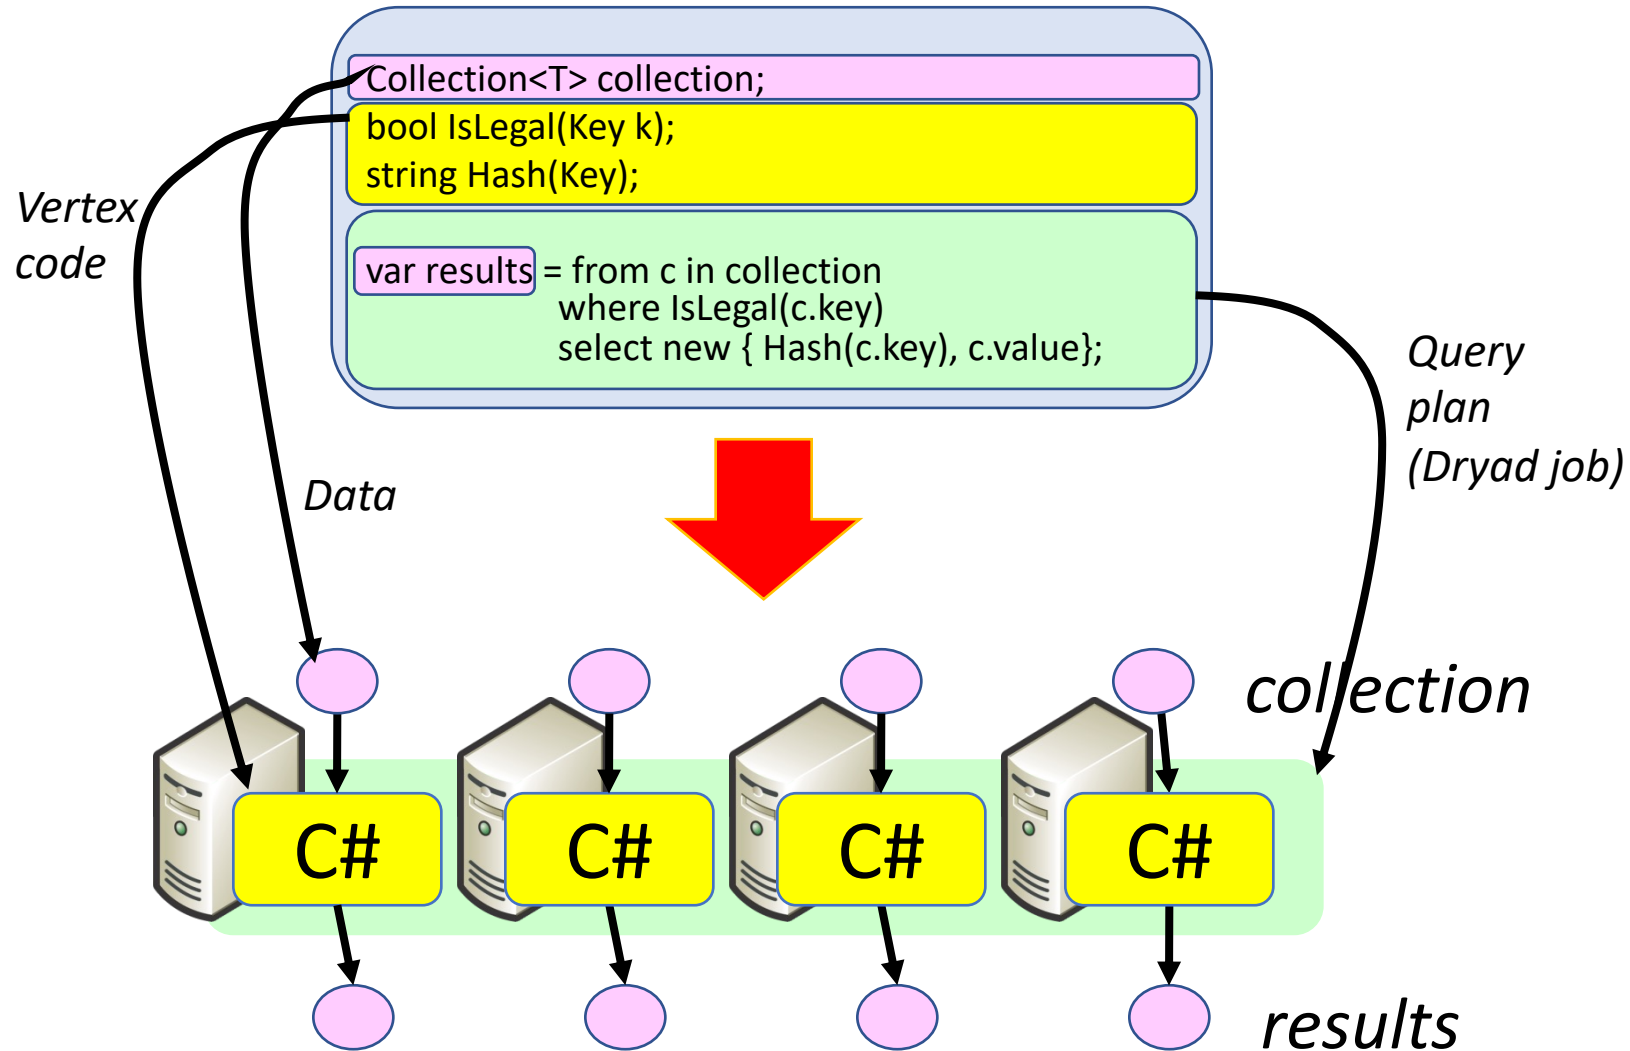 Collection<T> collection;
bool IsLegal(Key k);
string Hash(Key);
var results = from c in collection
where IsLegal(c.key)
select new { Hash(c.key), c.value};
Vertex
code
Data
Query
plan
(Dryad job)
collection
C# C# C# C#
results